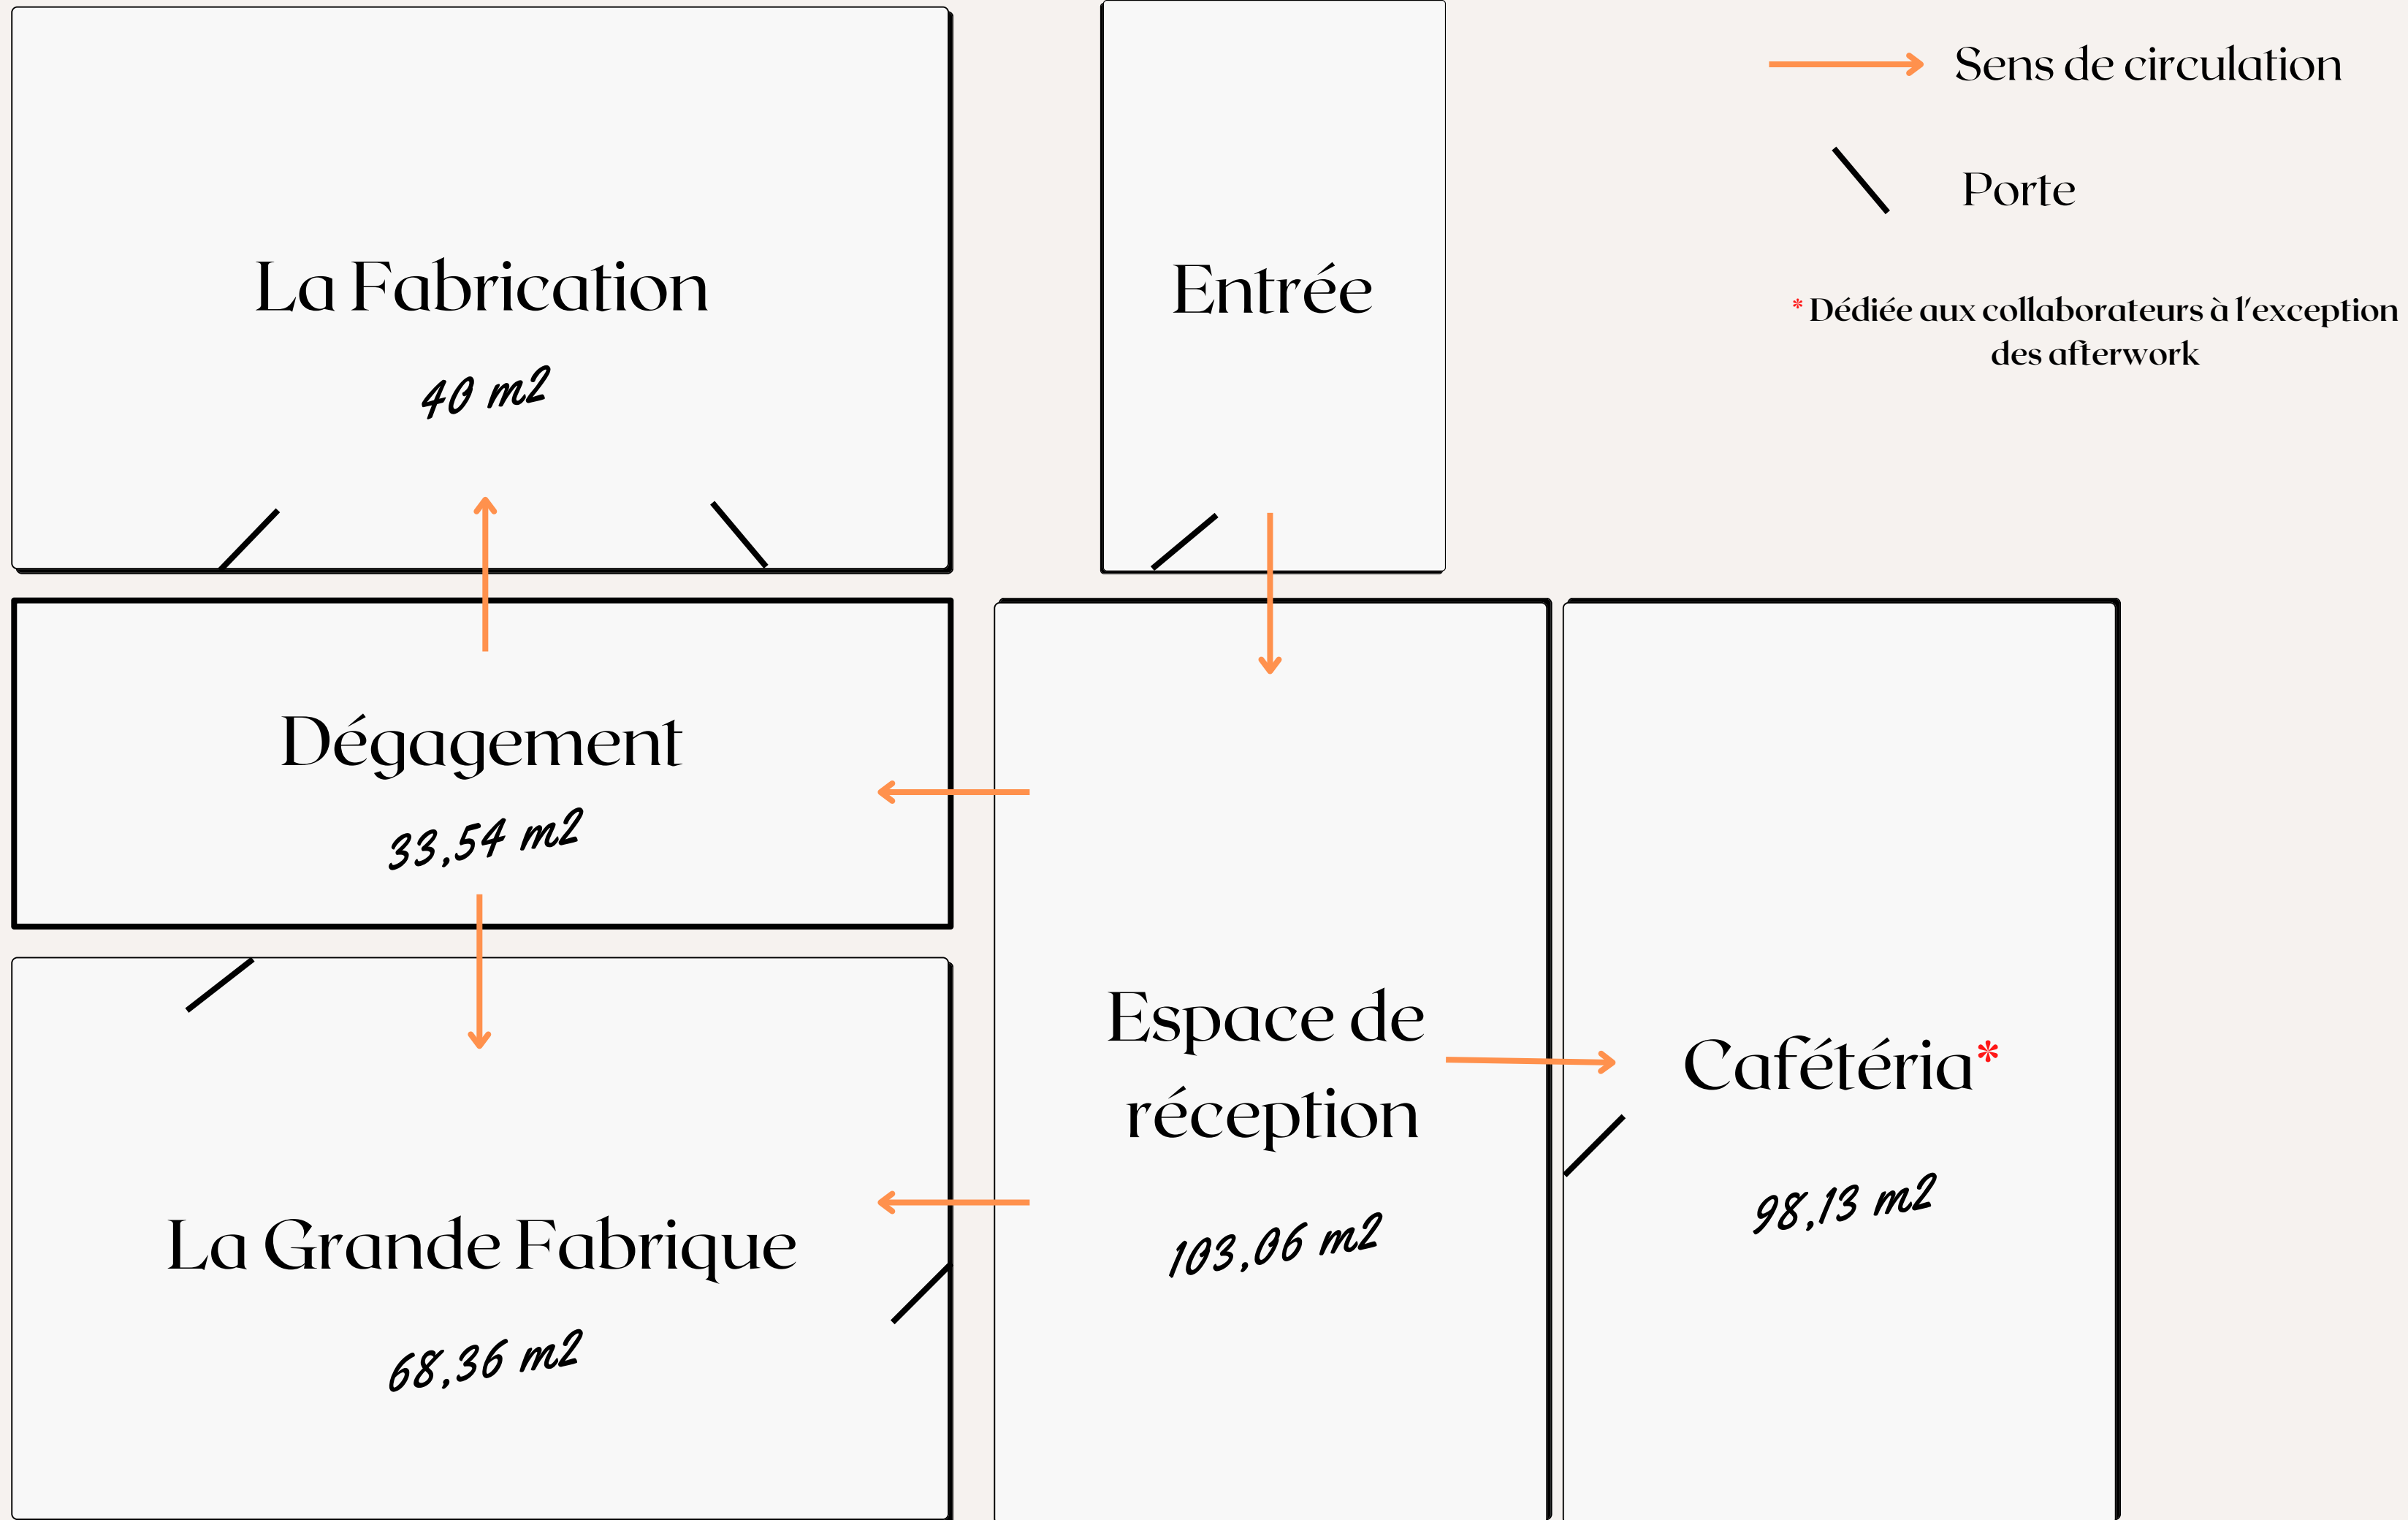 La Fabrication
40 m2
Entrée
Sens de circulation
Porte
* Dédiée aux collaborateurs à l'exception
des afterwork
Dégagement
33,54 m2
La Grande Fabrique
68,36 m2
Espace de
réception
103,06 m2
Cafétéria*
98,13 m2